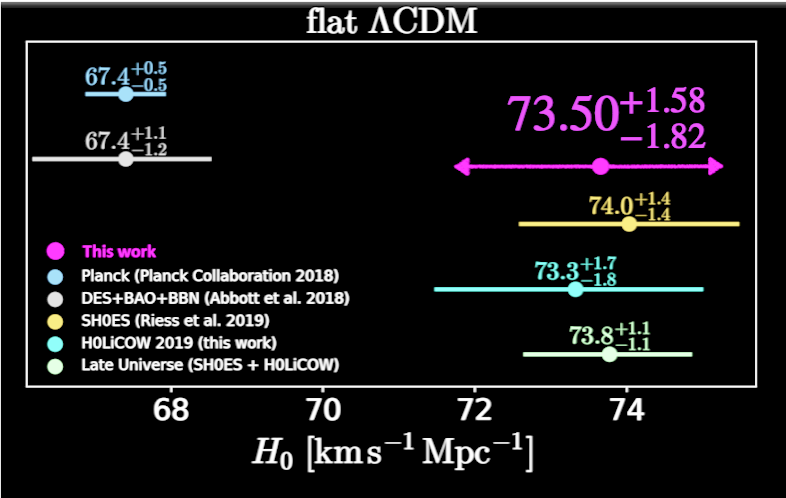 flat ΛCDM
67.4+0.5−0.5
73.50+1.58−1.82
67.4+1.1−1.2
74.0+1.4−1.4
This work
Planck (Planck Collaboration 2018)
73.3+1.7−1.8
DES+BAO+BBN (Abbott et al. 2018)
SH0ES (Riess et al. 2019)
H0LiCOW 2019 (this work)
73.8+1.1−1.1
Late Universe (SH0ES + H0LiCOW)
68 70 72 74
H0 [km s−1 Mpc−1]